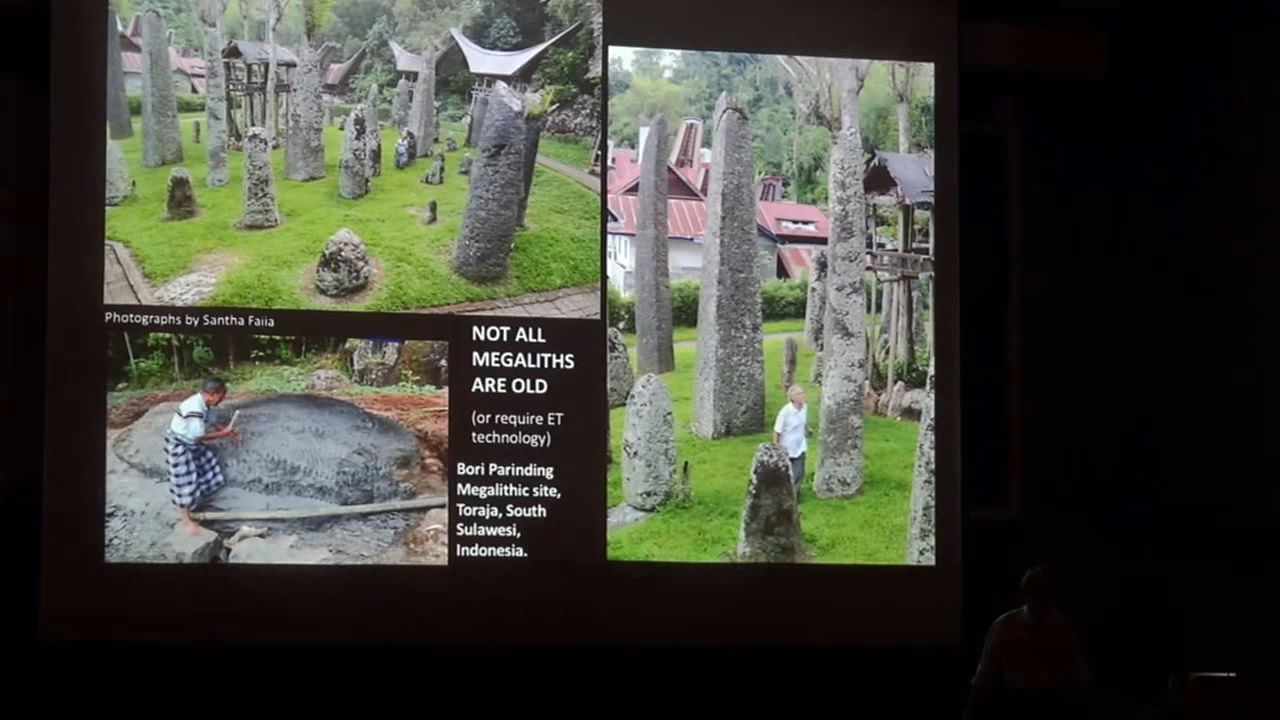 Photographs by Santha Faiia
NOT ALL
MEGALITHS
ARE OLD
(or require ET
technology)
Bori Parinding
Megalithic site,
Toraja, South
Sulawesi,
Indonesia.